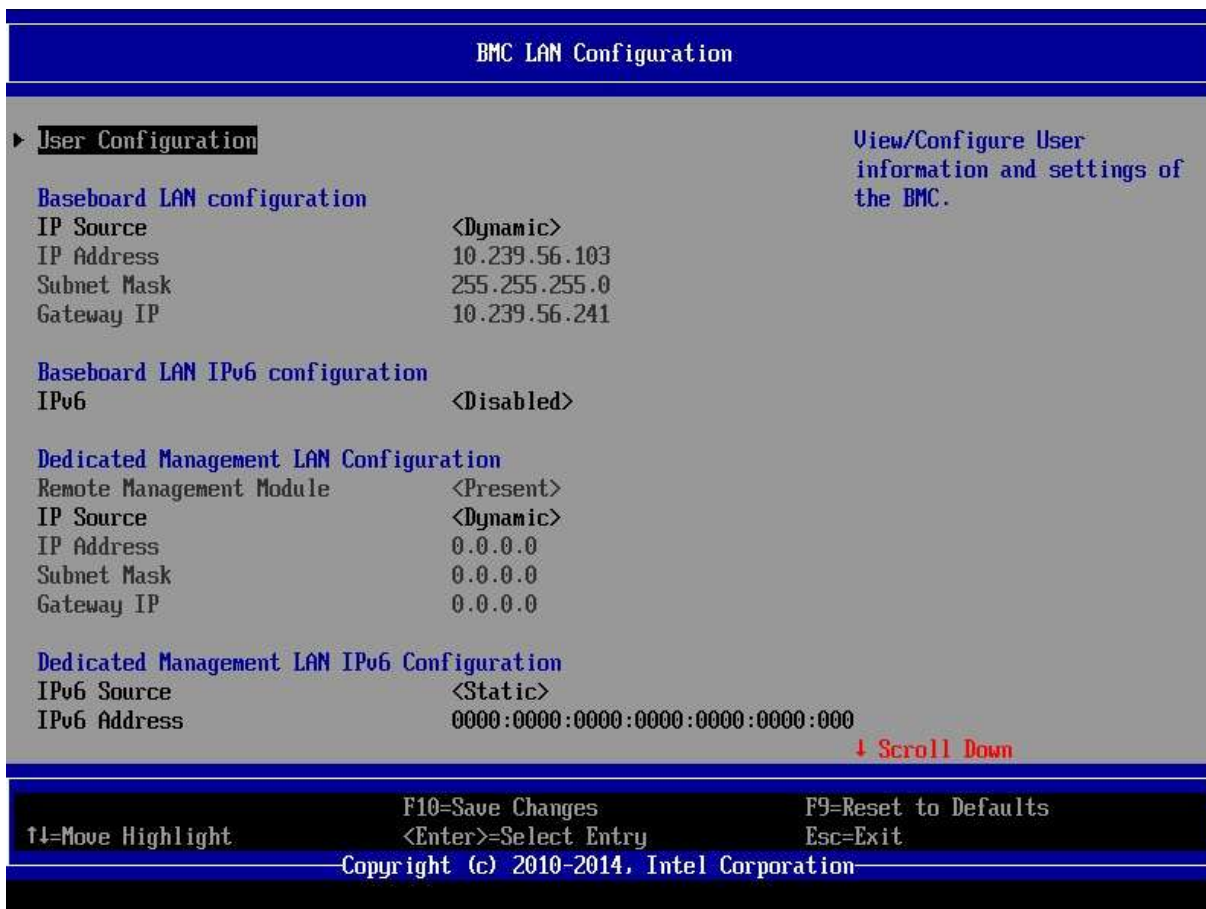 BMC LAN Configuration
User Configuration
View/Configure User
information and settings of
the BMC.
Baseboard LAN configuration
IP Source <Dynamic>
IP Address 10.239.56.103
Subnet Mask 255.255.255.0
Gateway IP 10.239.56.241
Baseboard LAN IPv6 configuration
IPv6 <Disabled>
Dedicated Management LAN Configuration
Remote Management Module <Present>
IP Source <Dynamic>
IP Address 0.0.0.0
Subnet Mask 0.0.0.0
Gateway IP 0.0.0.0
Dedicated Management LAN IPv6 Configuration
IPv6 Source <Static>
IPv6 Address 0000:0000:0000:0000:0000:0000:000
↓ Scroll Down
F10=Save Changes F9=Reset to Defaults
↑↓=Move Highlight <Enter>=Select Entry Esc=Exit
Copyright (c) 2010-2014, Intel Corporation